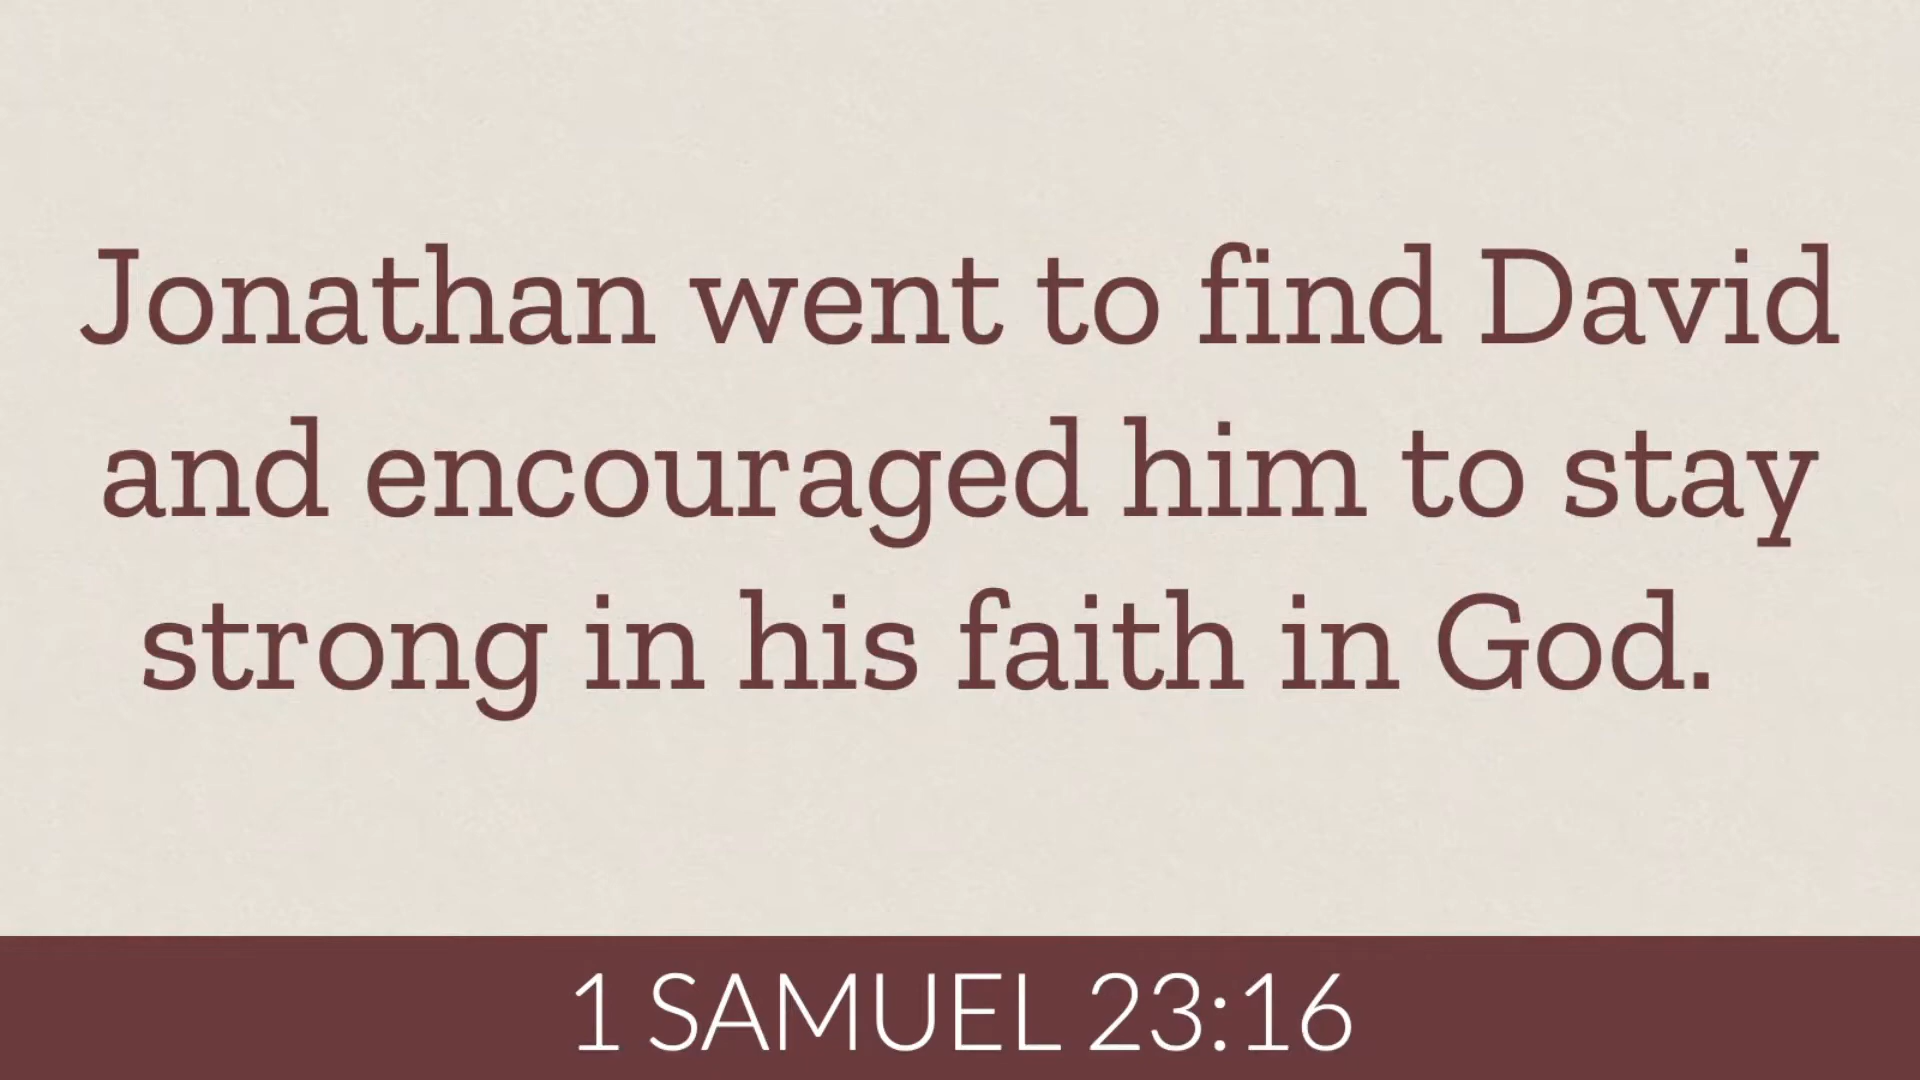 Jonathan went to find David
and encouraged him to stay
strong in his faith in God.
1 SAMUEL 23:16